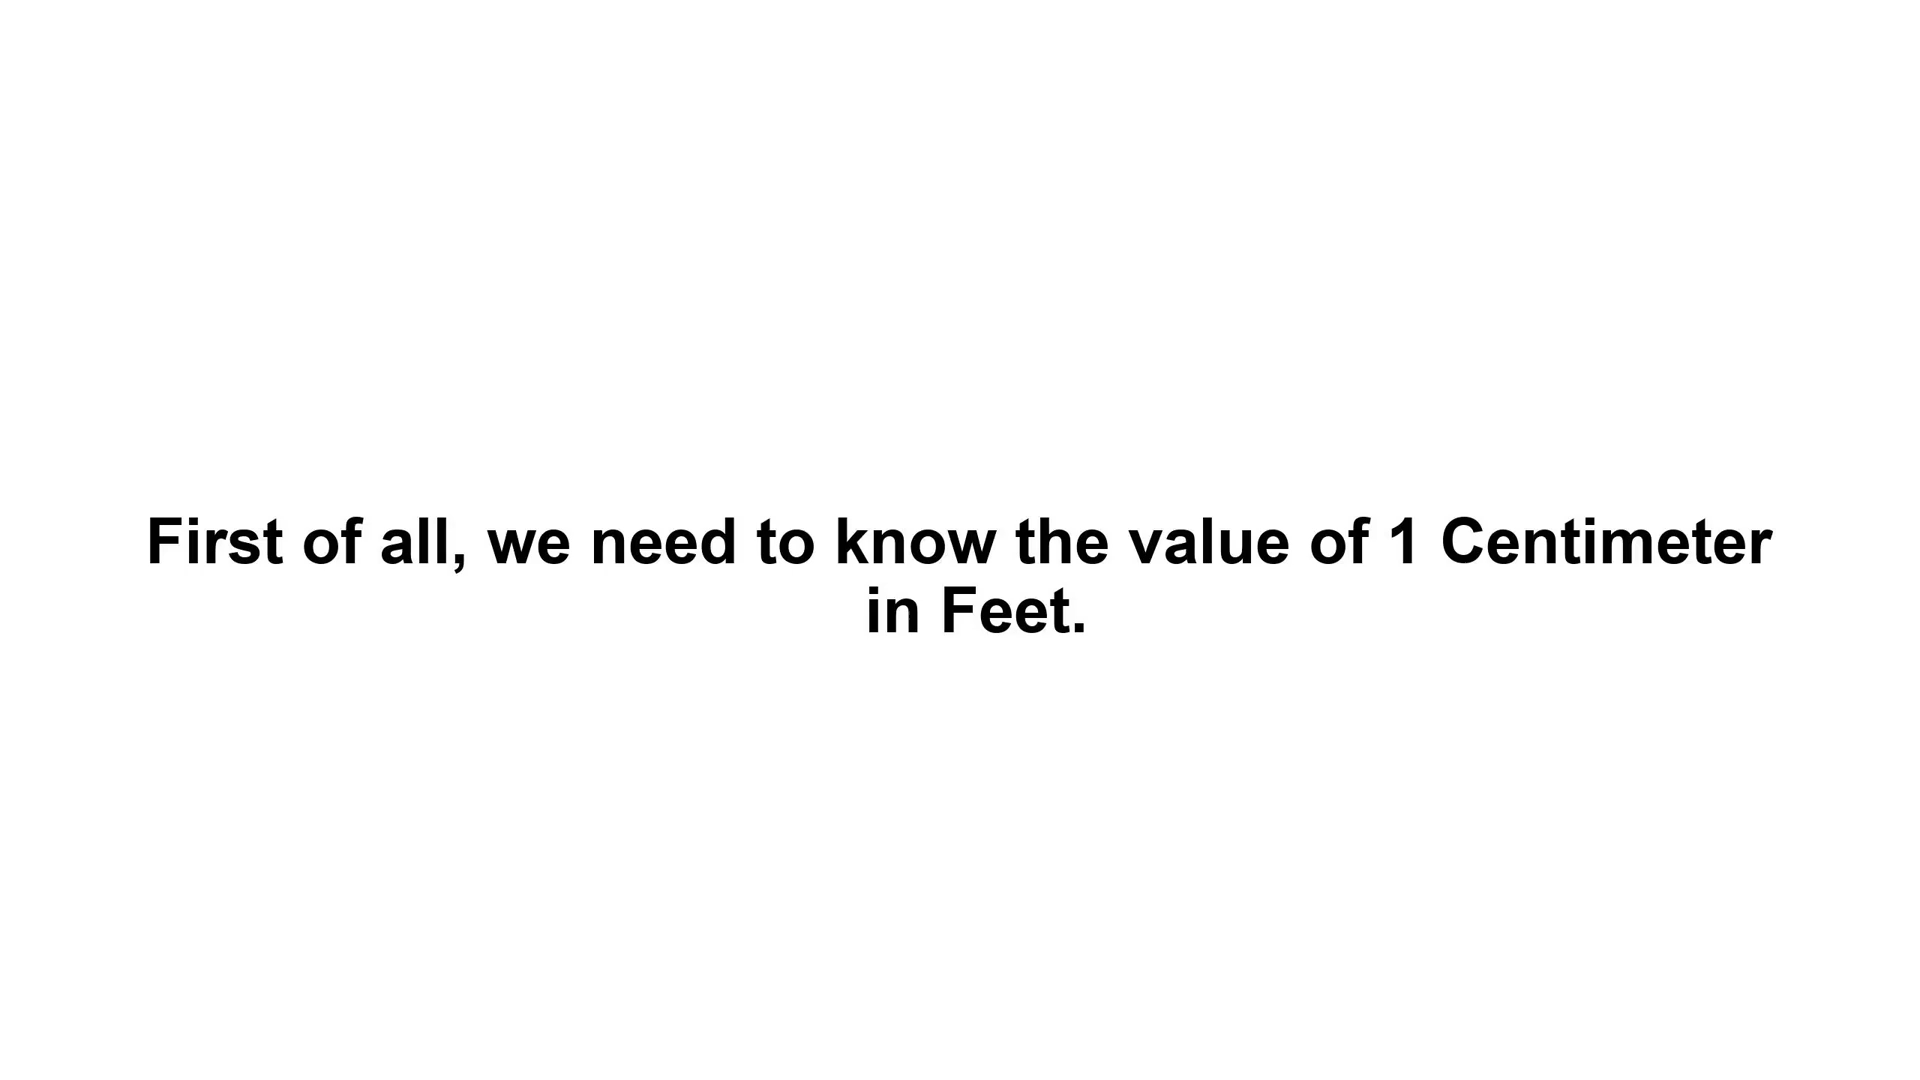 First of all, we need to know the value of 1 Centimeter
in Feet.